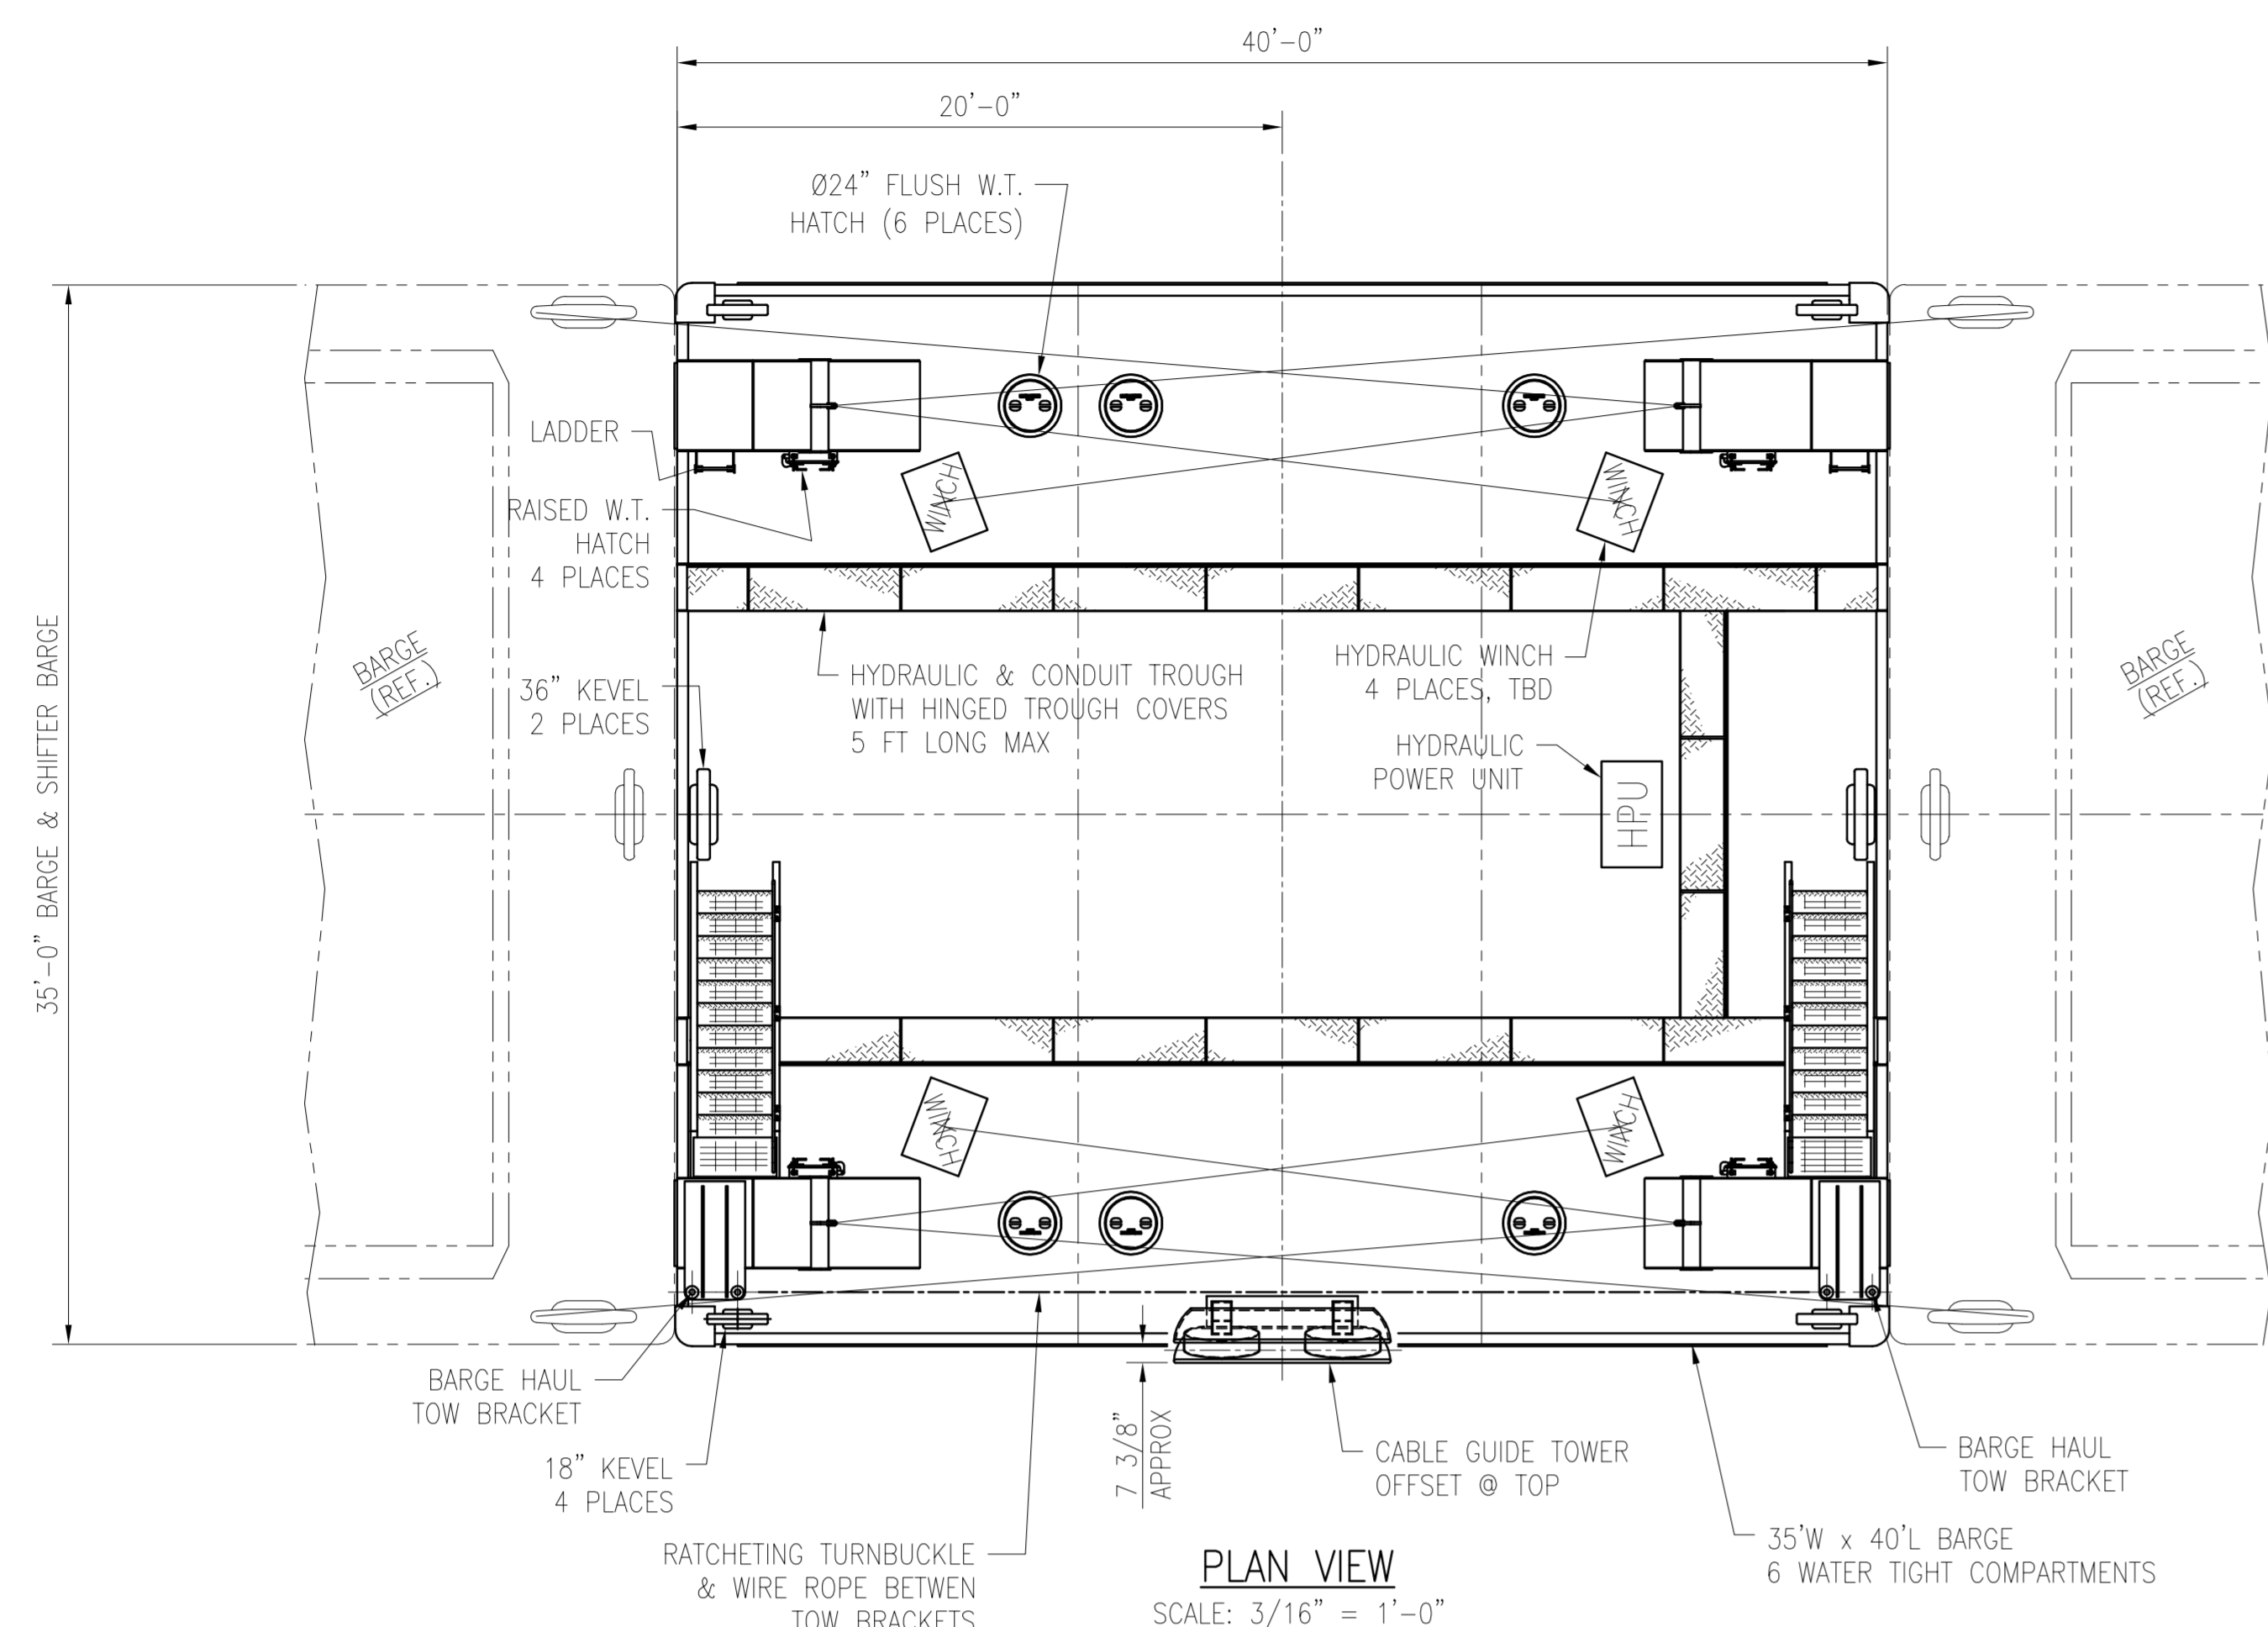 40'-0"
20'-0"
Ø24" FLUSH W.T.
HATCH (6 PLACES)
LADDER
RAISED W.T.
HATCH
4 PLACES
WINCH
WINCH
35'-0" BARGE & SHIFTER BARGE
BARGE
(REF.)
36" KEVEL
2 PLACES
HYDRAULIC & CONDUIT TROUGH
WITH HINGED TROUGH COVERS
5 FT LONG MAX
HYDRAULIC WINCH
4 PLACES, TBD
HYDRAULIC
POWER UNIT
HPU
BARGE
(REF.)
WINCH
WINCH
BARGE HAUL
TOW BRACKET
18" KEVEL
4 PLACES
7 3/8"
APPROX
CABLE GUIDE TOWER
OFFSET @ TOP
BARGE HAUL
TOW BRACKET
RATCHETING TURNBUCKLE
& WIRE ROPE BETWEN
TOW BRACKETS
35'W x 40'L BARGE
6 WATER TIGHT COMPARTMENTS
PLAN VIEW
SCALE: 3/16" = 1'-0"